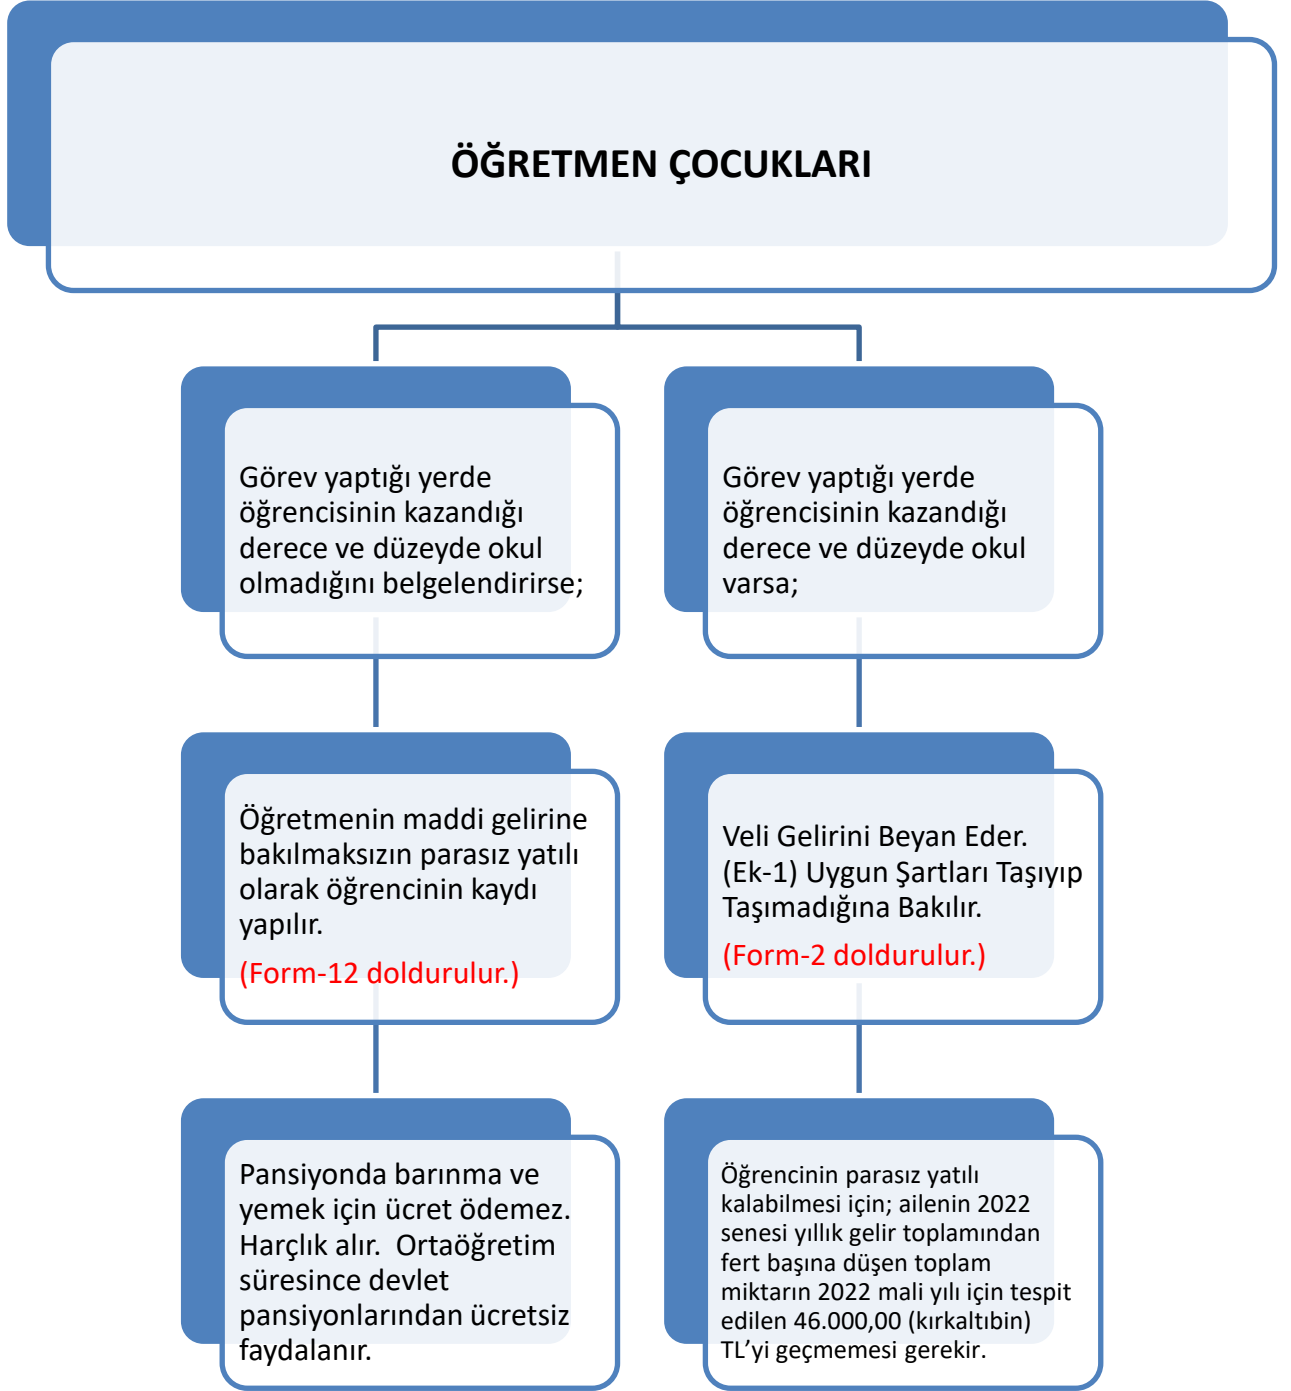 ÖĞRETMEN ÇOCUKLARI
Görev yaptığı yerde
öğrencisinin kazandığı
derece ve düzeyde okul
olmadığını belgelendirirse;
Öğretmenin maddi gelirine
bakılmaksızın parasız yatılı
olarak öğrencinin kaydı
yapılır.
(Form-12 doldurulur.)
Pansiyonda barınma ve
yemek için ücret ödemez.
Harçlık alır.  Ortaöğretim
süresince devlet
pansiyonlarından ücretsiz
faydalanır.
Görev yaptığı yerde
öğrencisinin kazandığı
derece ve düzeyde okul
varsa;
Veli Gelirini Beyan Eder.
(Ek-1) Uygun Şartları Taşıyıp
Taşımadığına Bakılır.
(Form-2 doldurulur.)
Öğrencinin parasız yatılı
kalabilmesi için; ailenin 2022
senesi yıllık gelir toplamından
fert başına düşen toplam
miktarın 2022 mali yılı için tespit
edilen 46.000,00 (kırkaltıbin)
TL’yi geçmemesi gerekir.